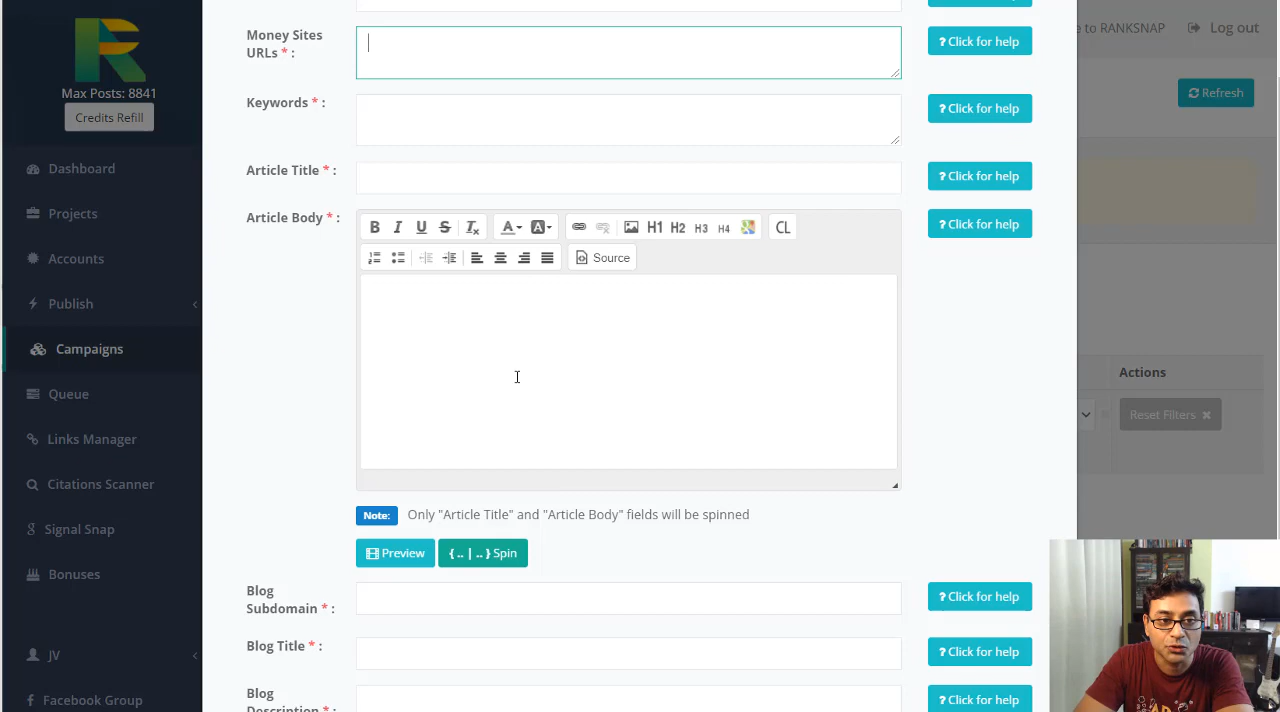 Money Sites
URLs * :
? Click for help
e to RANKSNAP
Log out
Max Posts: 8841
Credits Refill
Refresh
Keywords * :
? Click for help
Dashboard
Article Title * :
? Click for help
Projects
Article Body * :
B I U S Tx A A H1 H2 H3 H4 CL
? Click for help
Accounts
Source
Publish
Campaigns
Actions
Queue
Reset Filters ×
Links Manager
Citations Scanner
Signal Snap
Note: Only "Article Title" and "Article Body" fields will be spinned
Preview
{ .. | .. } Spin
Bonuses
Blog
Subdomain * :
? Click for help
JV
Blog Title * :
? Click for help
Facebook Group
Blog
Description * :
? Click for help